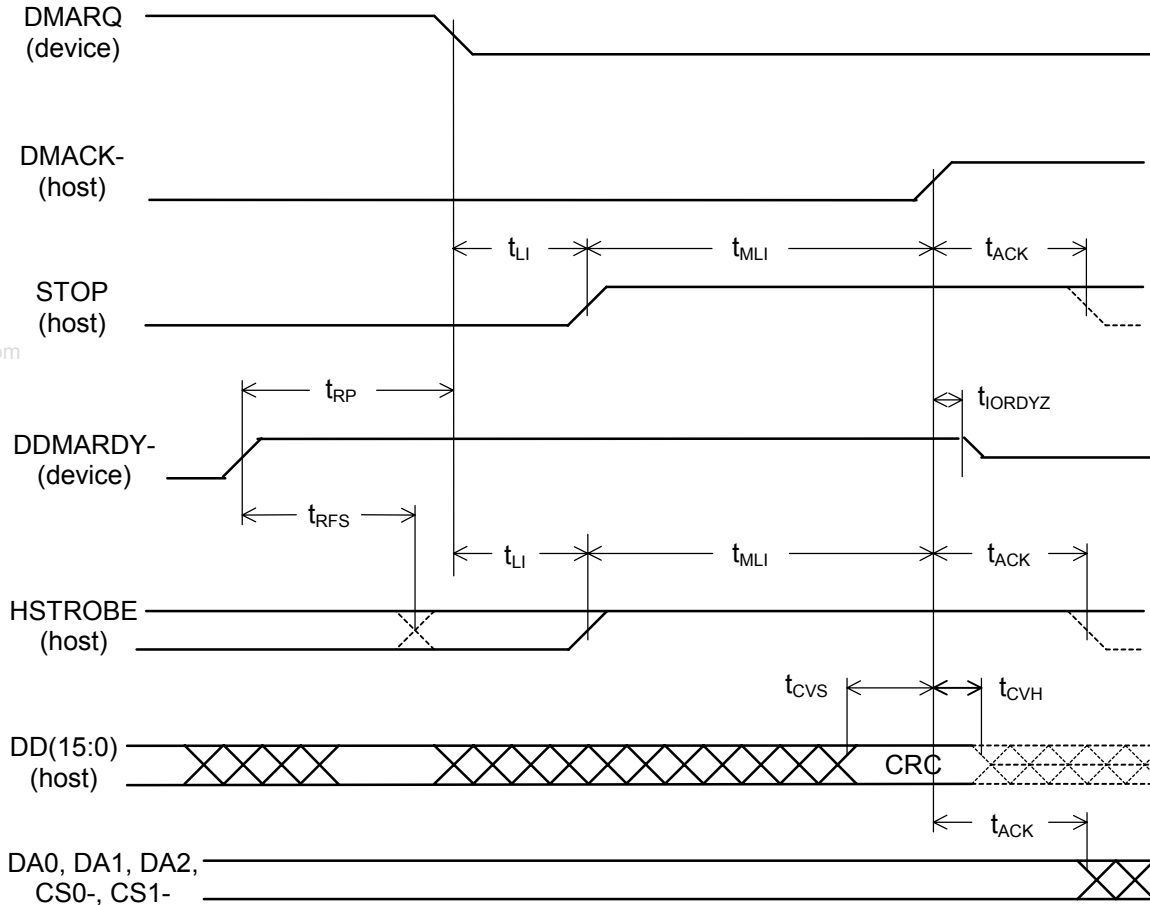 DMARQ
(device)
DMACK-
(host)
tLI
tMLI
tACK
STOP
(host)
om
tRP
tIORDYZ
DDMARDY-
(device)
tRFS
tLI
tMLI
tACK
HSTROBE
(host)
tCVS
tCVH
DD(15:0)
(host)
CRC
tACK
DA0, DA1, DA2,
CS0-, CS1-